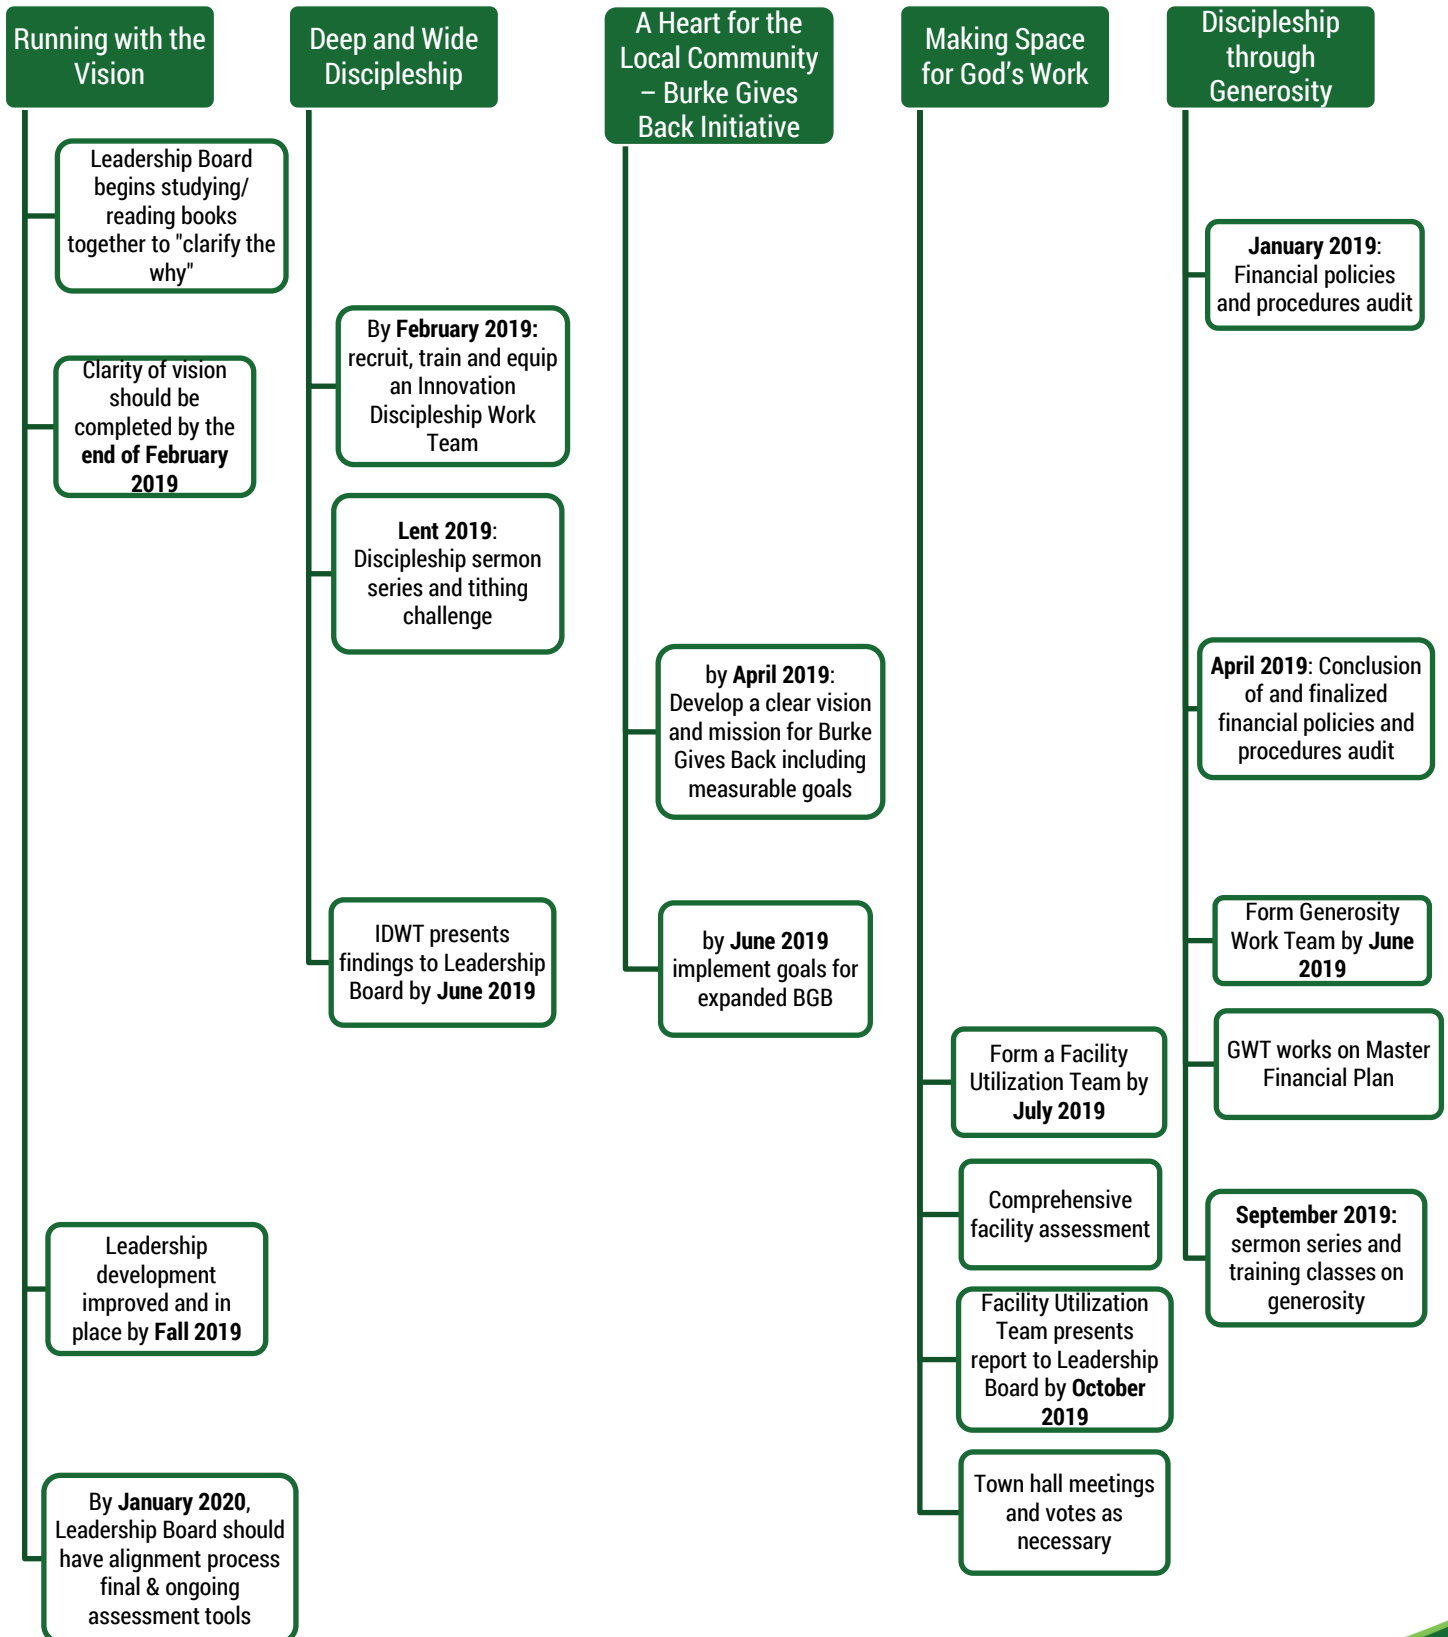 Running with the
Vision
Leadership Board
begins studying/
reading books
together to "clarify the
why"
Clarity of vision
should be
completed by the
end of February
2019
Leadership
development
improved and in
place by Fall 2019
By January 2020,
Leadership Board should
have alignment process
final & ongoing
assessment tools
Deep and Wide
Discipleship
By February 2019:
recruit, train and equip
an Innovation
Discipleship Work
Team
Lent 2019:
Discipleship sermon
series and tithing
challenge
IDWT presents
findings to Leadership
Board by June 2019
A Heart for the
Local Community
– Burke Gives
Back Initiative
by April 2019:
Develop a clear vision
and mission for Burke
Gives Back including
measurable goals
by June 2019
implement goals for
expanded BGB
Making Space
for God's Work
Form a Facility
Utilization Team by
July 2019
Comprehensive
facility assessment
Facility Utilization
Team presents
report to Leadership
Board by October
2019
Town hall meetings
and votes as
necessary
Discipleship
through
Generosity
January 2019:
Financial policies
and procedures audit
April 2019: Conclusion
of and finalized
financial policies and
procedures audit
Form Generosity
Work Team by June
2019
GWT works on Master
Financial Plan
September 2019:
sermon series and
training classes on
generosity